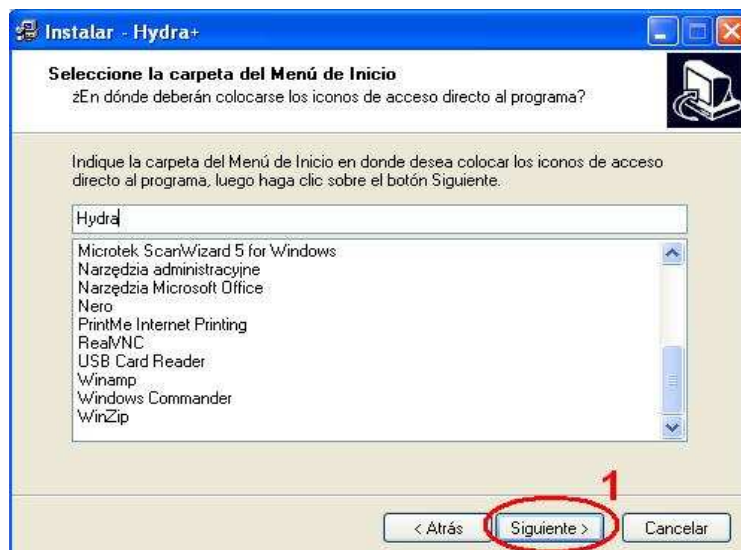 Instalar - Hydra+
Seleccione la carpeta del Menú de Inicio
żEn dónde deberán colocarse los iconos de acceso directo al programa?
Indique la carpeta del Menú de Inicio en donde desea colocar los iconos de acceso
directo al programa, luego haga clic sobre el botón Siguiente.
Hydra
Microtek ScanWizard 5 for Windows
Narzędzia administracyjne
Narzędzia Microsoft Office
Nero
PrintMe Internet Printing
RealVNC
USB Card Reader
Winamp
Windows Commander
WinZip
1
< Atrás
Siguiente >
Cancelar